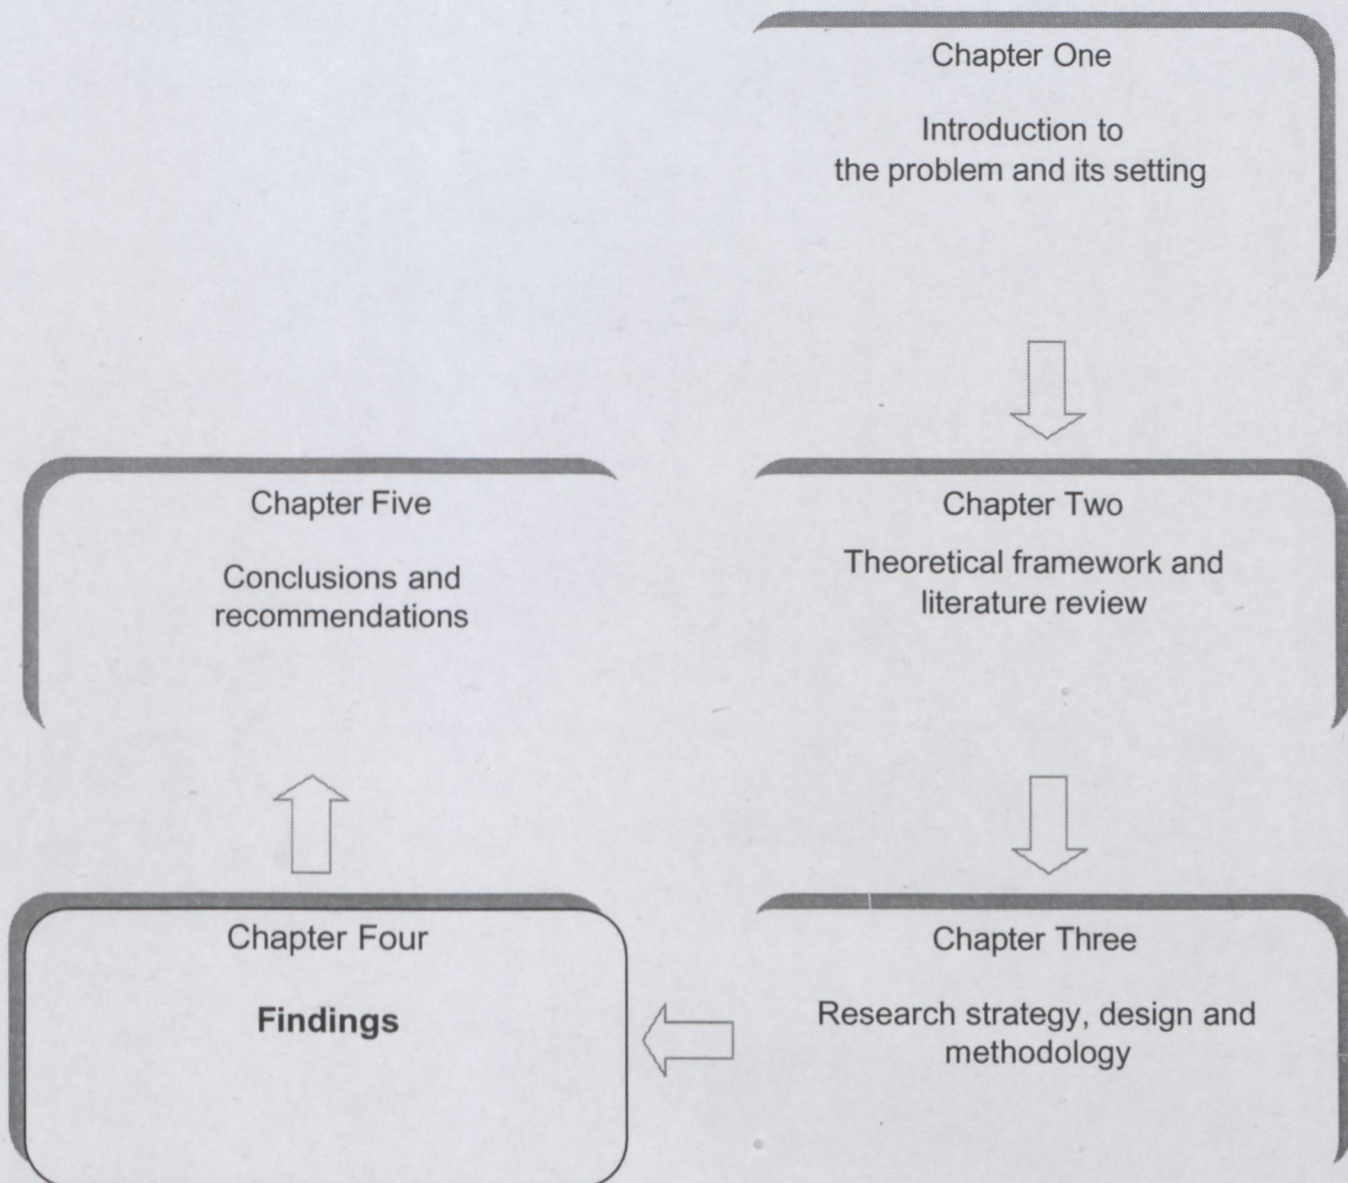 Chapter One
Introduction to
the problem and its setting
Chapter Two
Theoretical framework and
literature review
Chapter Three
Research strategy, design and
methodology
Chapter Four
Findings
Chapter Five
Conclusions and
recommendations